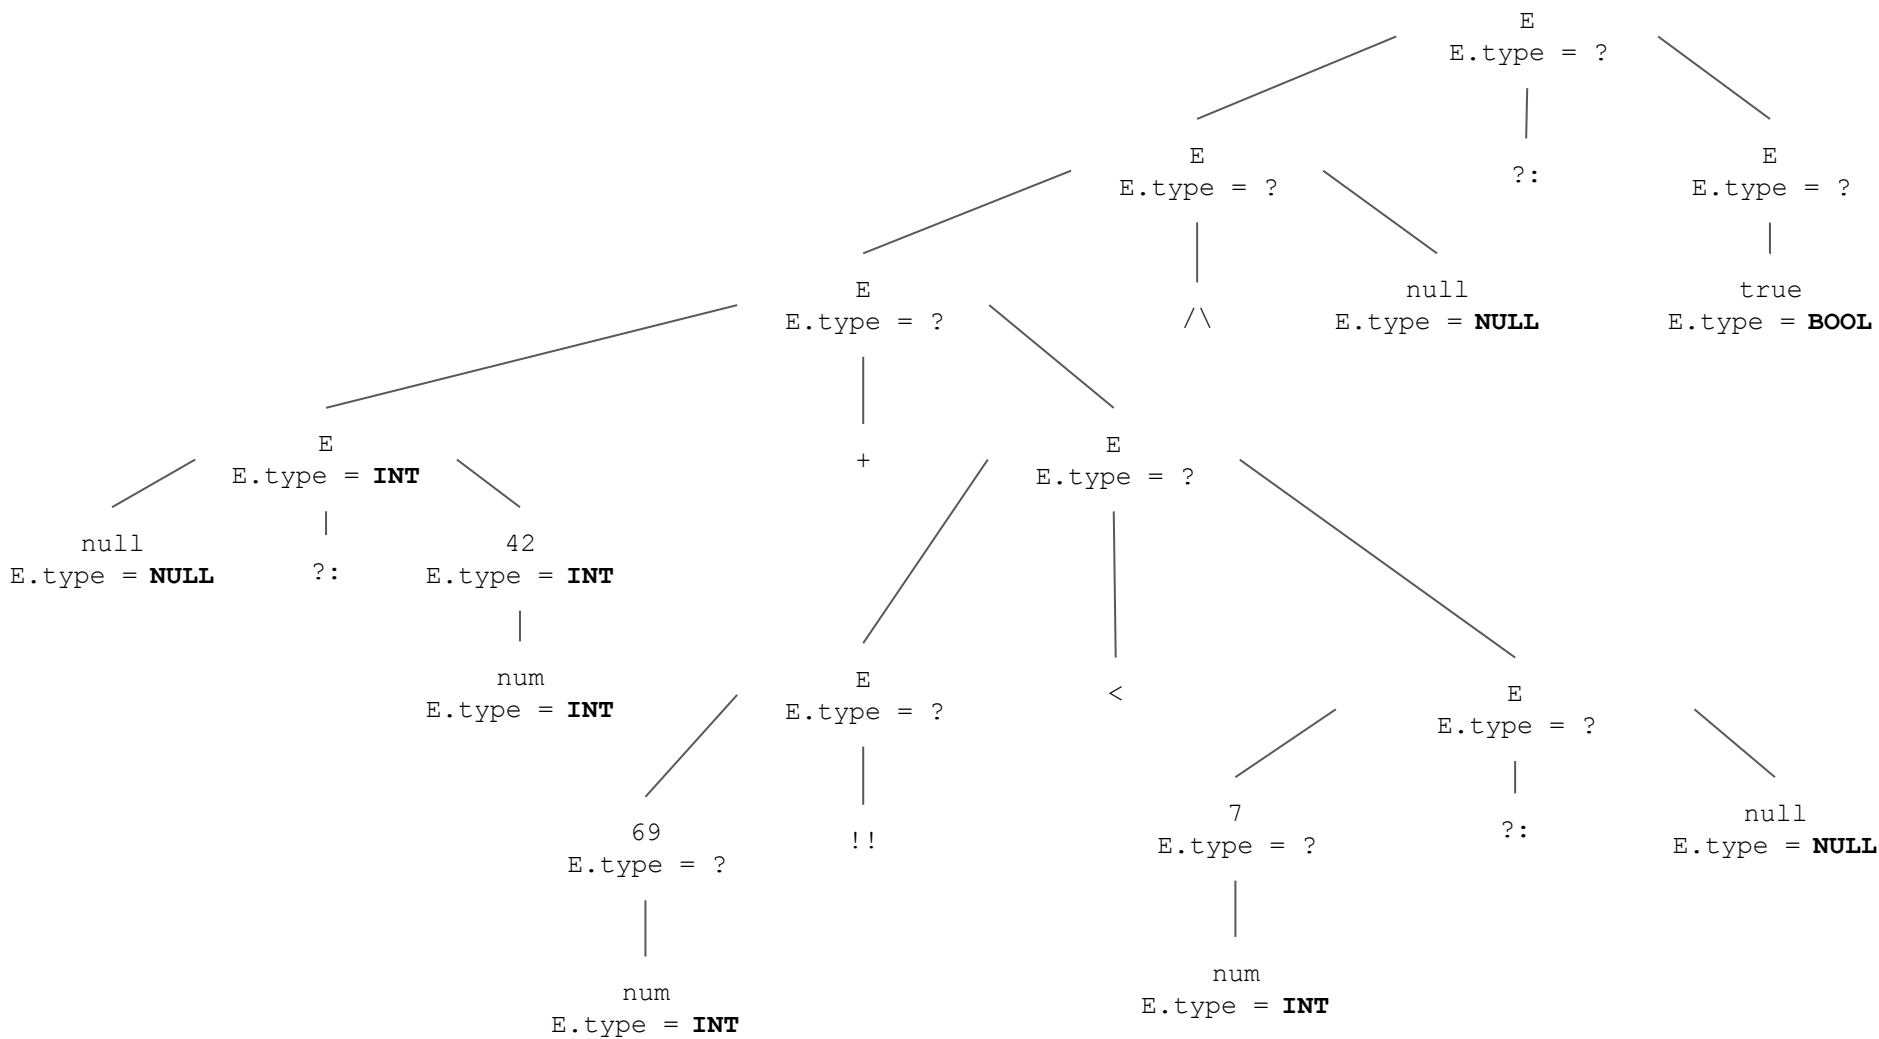 E
E.type = ?
E
E.type = ?
?:
E
E.type = ?
E
E.type = ?
/\
null
E.type = NULL
true
E.type = BOOL
E
E.type = INT
+
E
E.type = ?
null
E.type = NULL
?:
42
E.type = INT
num
E.type = INT
E
E.type = ?
<
E
E.type = ?
69
E.type = ?
!!
7
E.type = ?
?:
null
E.type = NULL
num
E.type = INT
num
E.type = INT